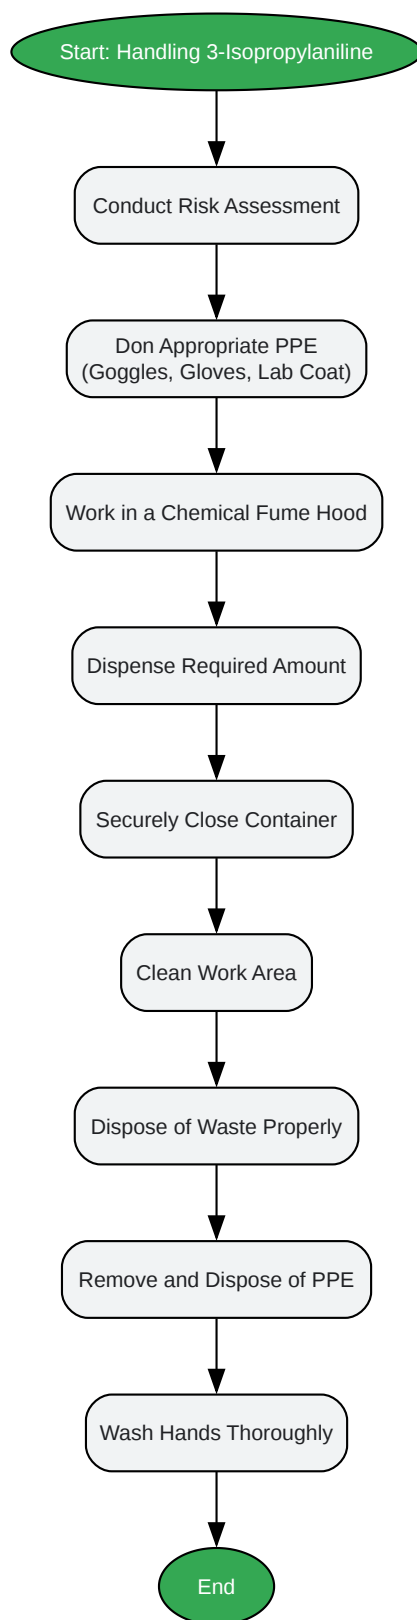 Start: Handling 3-Isopropylaniline
Conduct Risk Assessment
Don Appropriate PPE
(Goggles, Gloves, Lab Coat)
Work in a Chemical Fume Hood
Dispense Required Amount
Securely Close Container
Clean Work Area
Dispose of Waste Properly
Remove and Dispose of PPE
Wash Hands Thoroughly
End